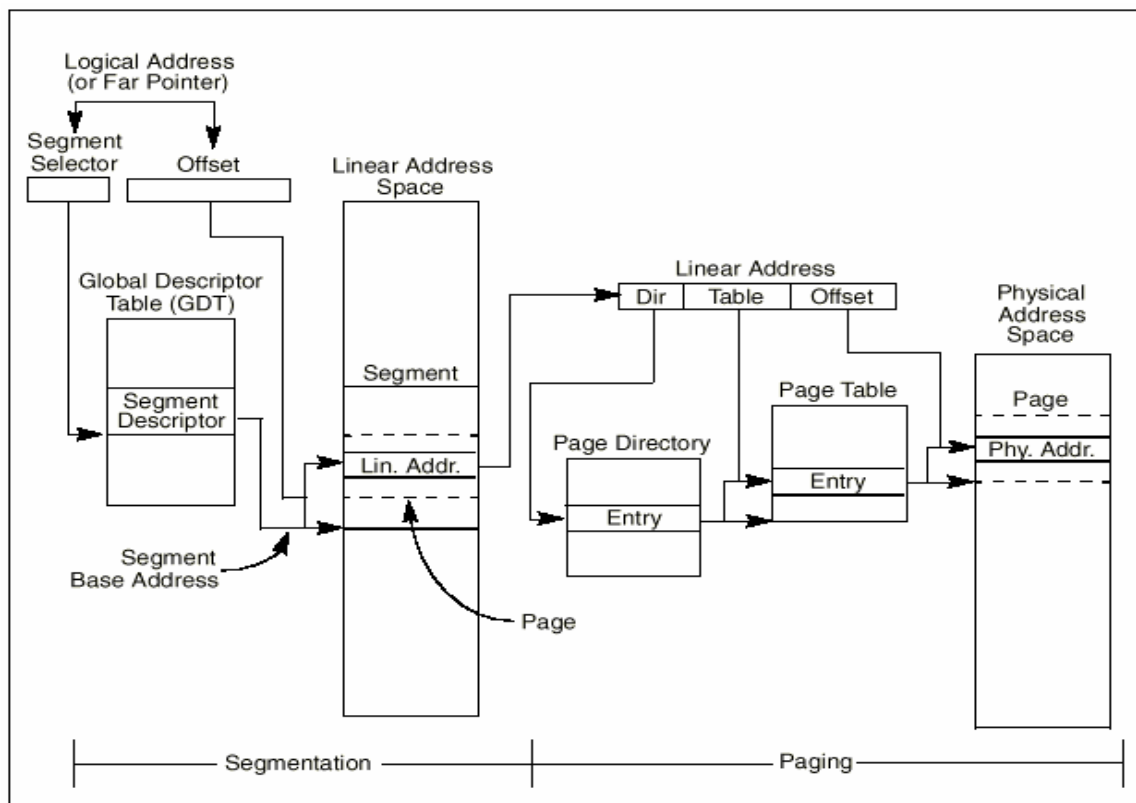 Logical Address
(or Far Pointer)
Segment
Selector
Offset
Linear Address
Space
Global Descriptor
Table (GDT)
Segment
Descriptor
Segment
Lin. Addr.
Segment
Base Address
Page
Linear Address
Dir
Table
Offset
Page Directory
Entry
Page Table
Entry
Physical
Address
Space
Page
Phy. Addr.
Segmentation
Paging